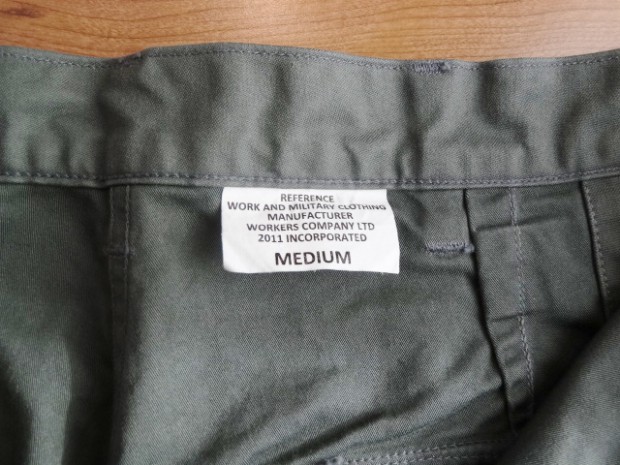 REFERENCE
WORK AND MILITARY CLOTHING
MANUFACTURER
WORKERS COMPANY LTD
2011 INCORPORATED
MEDIUM